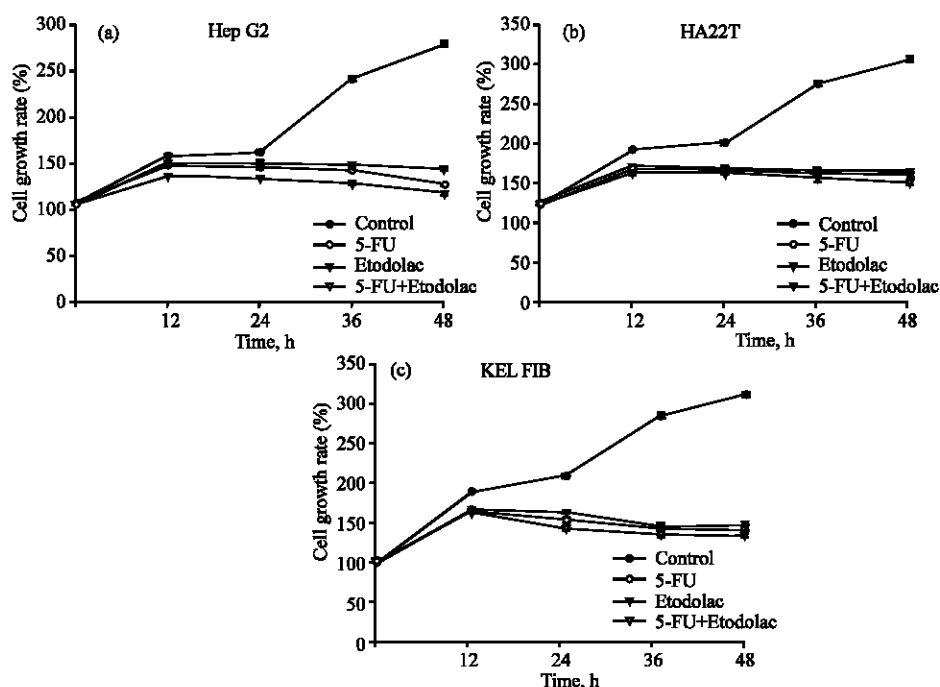 (a) Hep G2
Cell growth rate (%)
300
250
200
150
100
50
0
12 24 36 48
Time, h
Control
5-FU
Etodolac
5-FU+Etodolac
(b) HA22T
Cell growth rate (%)
350
300
250
200
150
100
50
0
12 24 36 48
Time, h
Control
5-FU
Etodolac
5-FU+Etodolac
(c) KEL FIB
Cell growth rate (%)
350
300
250
200
150
100
50
0
12 24 36 48
Time, h
Control
5-FU
Etodolac
5-FU+Etodolac